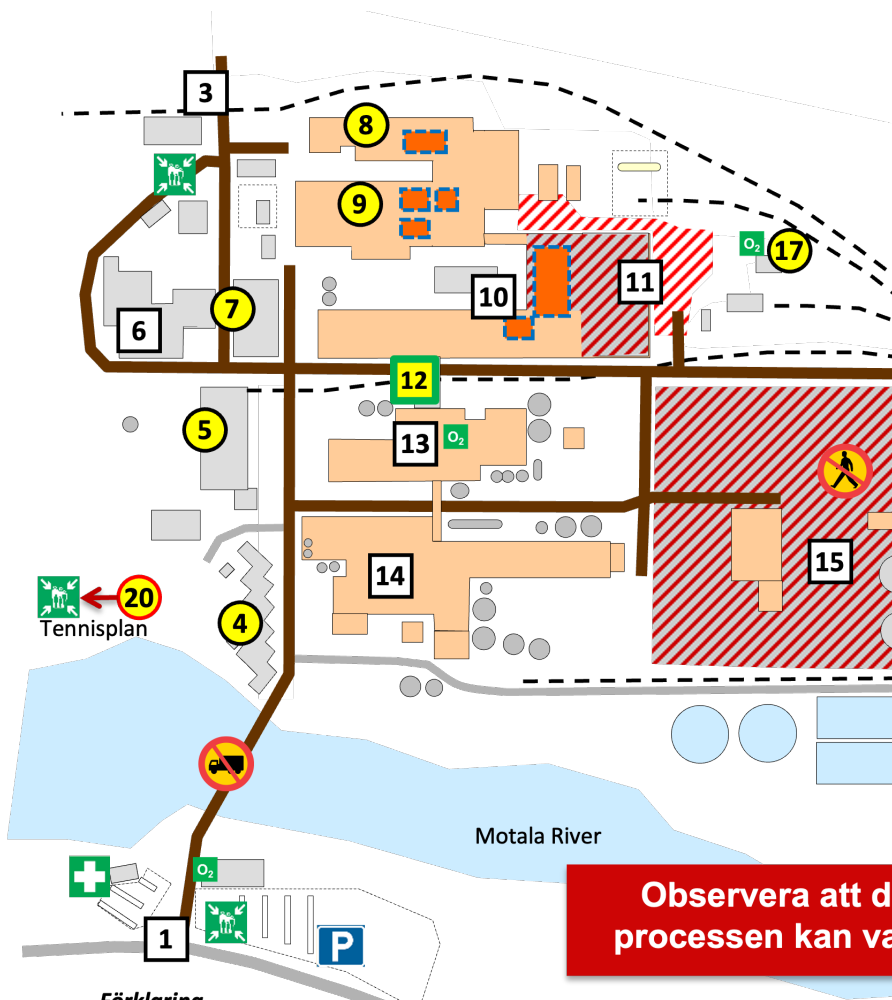 3
8
9
17
O₂
11
10
7
6
12
5
13
O₂
15
14
20
Tennisplan
4
Motala River
O₂
Observera att d
processen kan va
1
P
Förklaring